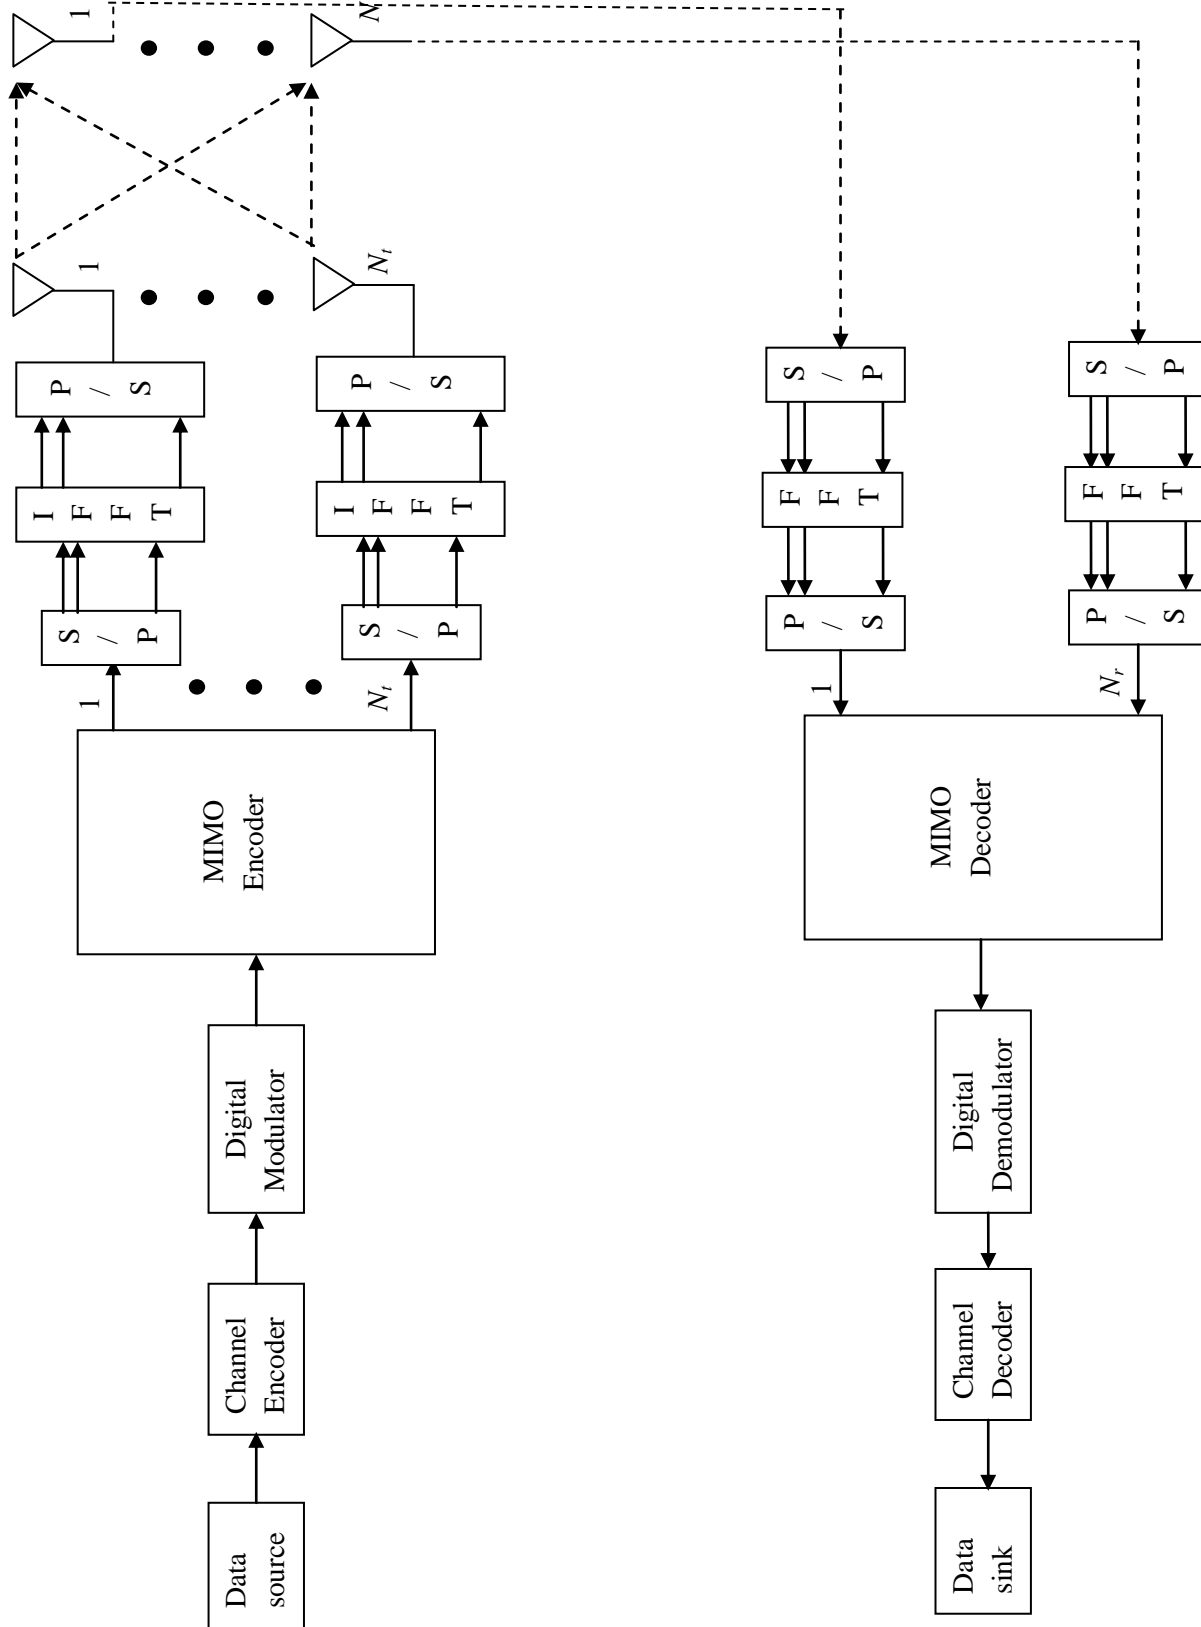 Data
source
Channel
Encoder
Digital
Modulator
MIMO
Encoder
1
S / P
I F F T
P / S
1
1
N_t
S / P
I F F T
P / S
N_t
N
Data
sink
Channel
Decoder
Digital
Demodulator
MIMO
Decoder
1
P / S
F F T
S / P
N_r
P / S
F F T
S / P